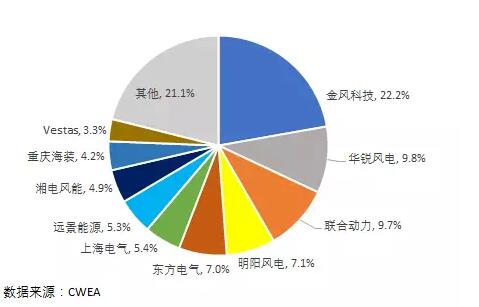 金风科技, 22.2%
华锐风电, 9.8%
联合动力, 9.7%
明阳风电, 7.1%
东方电气, 7.0%
上海电气, 5.4%
远景能源, 5.3%
湘电风能, 4.9%
重庆海装, 4.2%
Vestas, 3.3%
其他, 21.1%
数据来源：CWEA